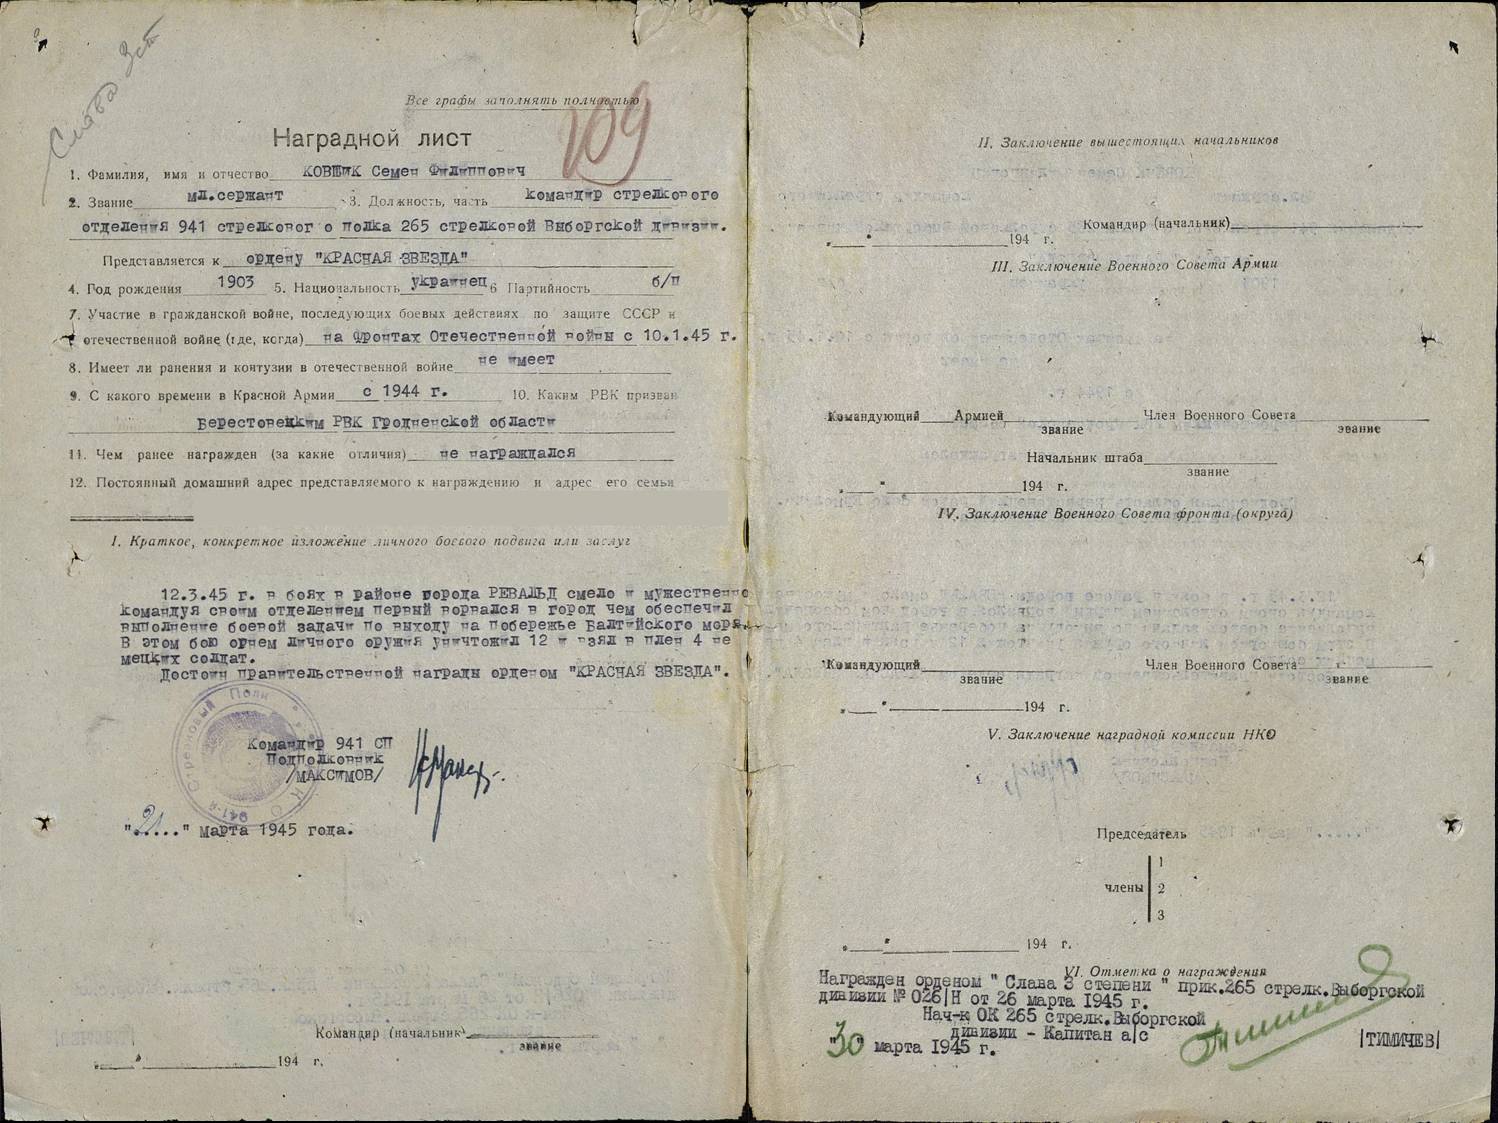 Слава 3 ст
109
Все графы заполнять полностью
Наградной лист
1. Фамилия, имя и отчество КОВШИК Семен Филиппович
2. Звание мл.сержант 3. Должность, часть командир стрелкового
отделения 941 стрелковог о полка 265 стрелковой Выборгской дивизии.
Представляется к ордену "КРАСНАЯ ЗВЕЗДА"
4. Год рождения 1903 5. Национальность украинец 6 Партийность б/п
7. Участие в гражданской войне, последующих боевых действиях по защите СССР и
отечественной войне (где, когда) на фронтах Отечественной войны с 10.1.45 г.
8. Имеет ли ранения и контузии в отечественной войне не имеет
9. С какого времени в Красной Армии с 1944 г. 10. Каким РВК призван
Берестовецким РВК Гродненской области
11. Чем ранее награжден (за какие отличия) не награждался
12. Постоянный домашний адрес представляемого к награждению и адрес его семьи
I. Краткое, конкретное изложение личного боевого подвига или заслуг
12.3.45 г. в боях в районе города РЕВАЛЬД смело и мужественно
командуя своим отделением первый ворвался в город чем обеспечил
выполнение боевой задачи по выходу на побережье Балтийского моря.
В этом бою огнем личного оружия уничтожил 12 и взял в плен 4 не
мецких солдат.
Достоин правительственной награды орденом "КРАСНАЯ ЗВЕЗДА".
941-й Стрелковый Полк
НКО
Командир 941 СП
Подполковник
/МАКСИМОВ/
"21..." марта 1945 года.
Командир (начальник)
звание
" " 194 г.
II. Заключение вышестоящих начальников
Командир (начальник)
" " 194 г.
III. Заключение Военного Совета Армии
Командующий Армией Член Военного Совета
звание звание
Начальник штаба
звание
" " 194 г.
IV. Заключение Военного Совета фронта (округа)
Командующий Член Военного Совета
звание звание
" " 194 г.
V. Заключение наградной комиссии НКО
Председатель
1
члены 2
3
" " 194 г.
VI. Отметка о награждении
Награжден орденом " Слава 3 степени " прик.265 стрелк.Выборгской
дивизии № 026/Н от 26 марта 1945 г.
Нач-к ОК 265 стрелк.Выборгской
дивизии - Капитан а/с
/ТИМИЧЕВ/
"30" марта 1945 г.